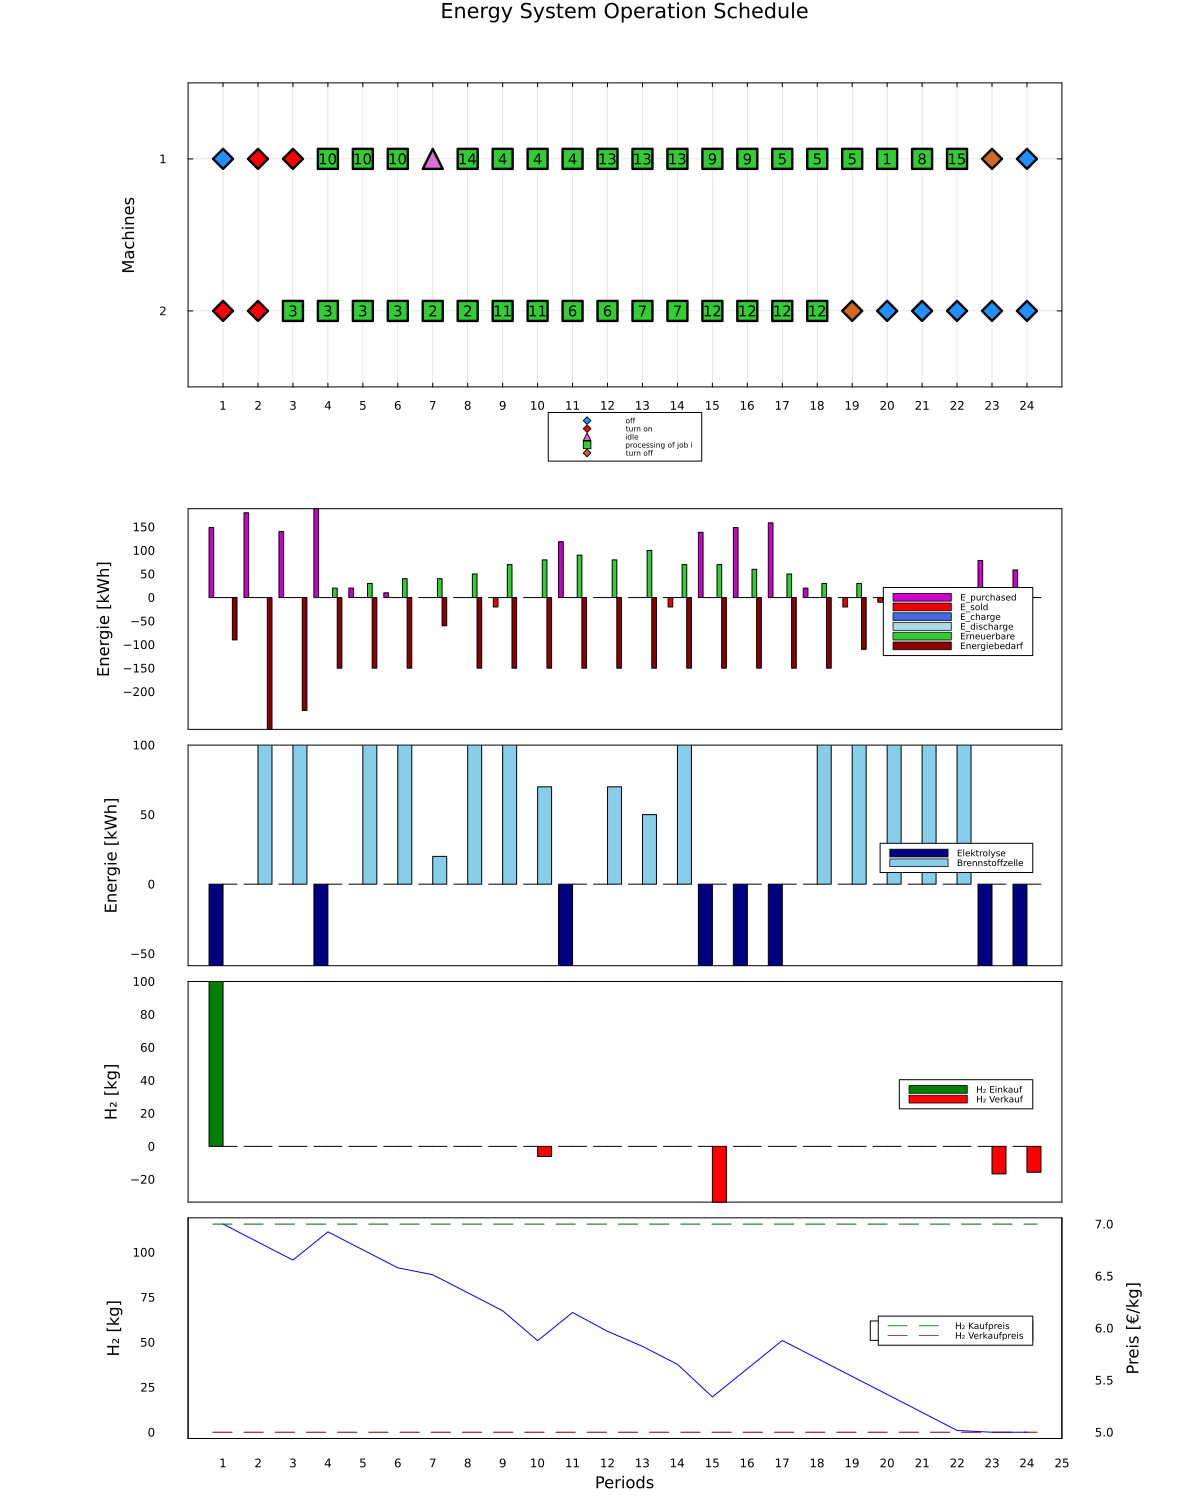 Energy System Operation Schedule
Machines
1
10 10 10 14 4 4 4 13 13 13 9 9 5 5 5 1 8 15
2
3 3 3 3 2 2 11 11 6 6 7 7 12 12 12 12
1 2 3 4 5 6 7 8 9 10 11 12 13 14 15 16 17 18 19 20 21 22 23 24
off
turn on
idle
processing of job i
turn off
Energie [kWh]
150
100
50
0
−50
−100
−150
−200
E_purchased
E_sold
E_charge
E_discharge
Erneuerbare
Energiebedarf
Energie [kWh]
100
50
0
−50
Elektrolyse
Brennstoffzelle
H₂ [kg]
100
80
60
40
20
0
−20
H₂ Einkauf
H₂ Verkauf
H₂ [kg]
100
75
50
25
0
H₂ Kaufpreis
H₂ Verkaufpreis
7.0
6.5
6.0
5.5
5.0
Preis [€/kg]
1 2 3 4 5 6 7 8 9 10 11 12 13 14 15 16 17 18 19 20 21 22 23 24 25
Periods